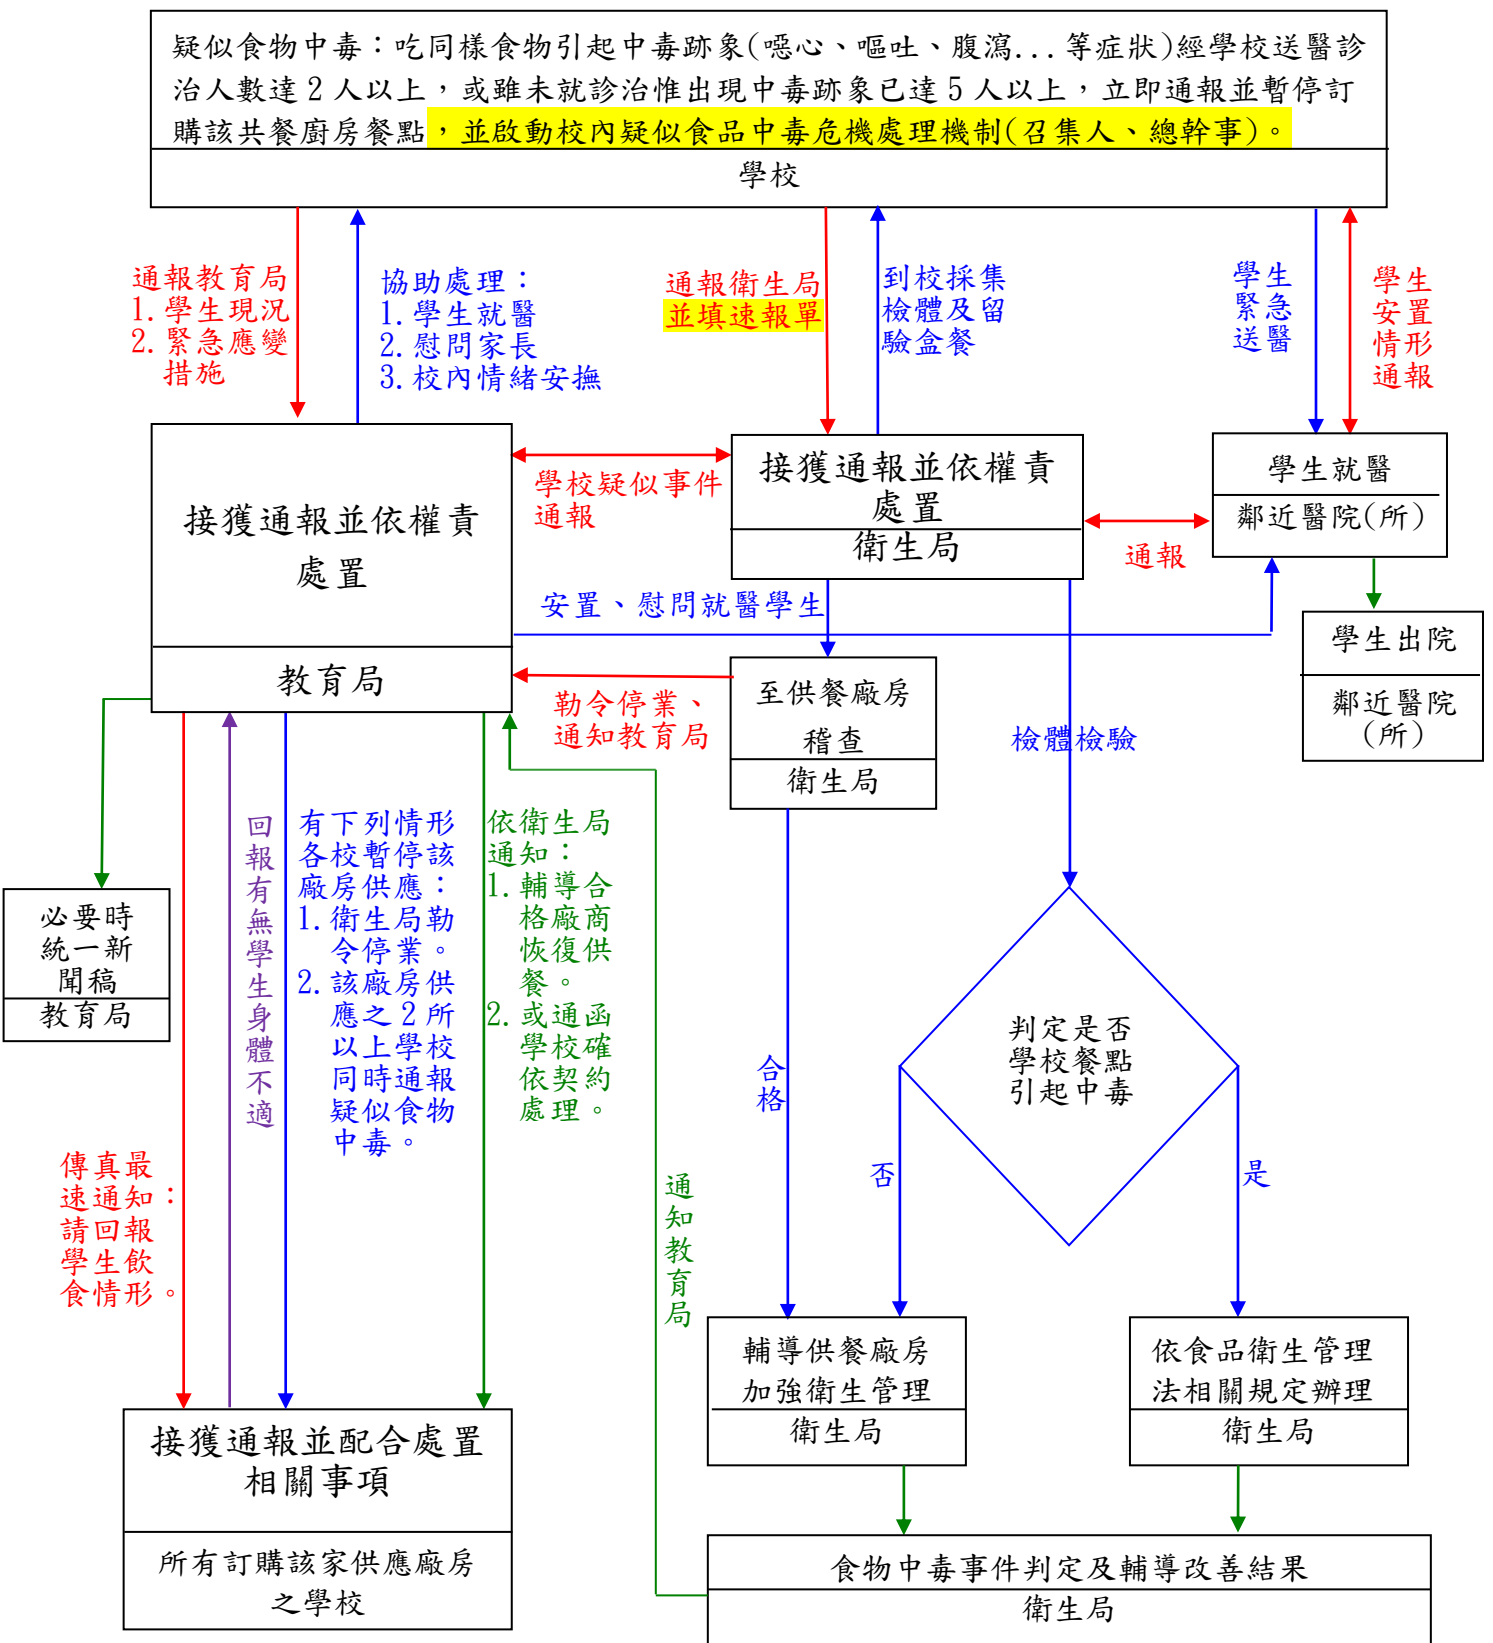 疑似食物中毒：吃同樣食物引起中毒跡象(噁心、嘔吐、腹瀉...等症狀)經學校送醫診
治人數達2人以上，或雖未就診治惟出現中毒跡象已達5人以上，立即通報並暫停訂
購該共餐廚房餐點，並啟動校內疑似食品中毒危機處理機制(召集人、總幹事)。
學校
通報教育局
1.學生現況
2.緊急應變
措施
協助處理：
1.學生就醫
2.慰問家長
3.校內情緒安撫
通報衛生局
並填速報單
到校採集
檢體及留
驗盒餐
學生
緊急
送醫
學生
安置
情形
通報
接獲通報並依權責
處置
教育局
學校疑似事件
通報
接獲通報並依權責
處置
衛生局
通報
學生就醫
鄰近醫院(所)
安置、慰問就醫學生
學生出院
鄰近醫院
(所)
勒令停業、
通知教育局
至供餐廠房
稽查
衛生局
檢體檢驗
必要時
統一新
聞稿
教育局
回報有無學生身體不適
有下列情形
各校暫停該
廠房供應：
1.衛生局勒
令停業。
2.該廠房供
應之2所
以上學校
同時通報
疑似食物
中毒。
依衛生局
通知：
1.輔導合
格廠商
恢復供
餐。
2.或通函
學校確
依契約
處理。
傳真最
速通知：
請回報
學生飲
食情形。
通知教育局
合格
判定是否
學校餐點
引起中毒
否
是
輔導供餐廠房
加強衛生管理
衛生局
依食品衛生管理
法相關規定辦理
衛生局
接獲通報並配合處置
相關事項
所有訂購該家供應廠房
之學校
食物中毒事件判定及輔導改善結果
衛生局